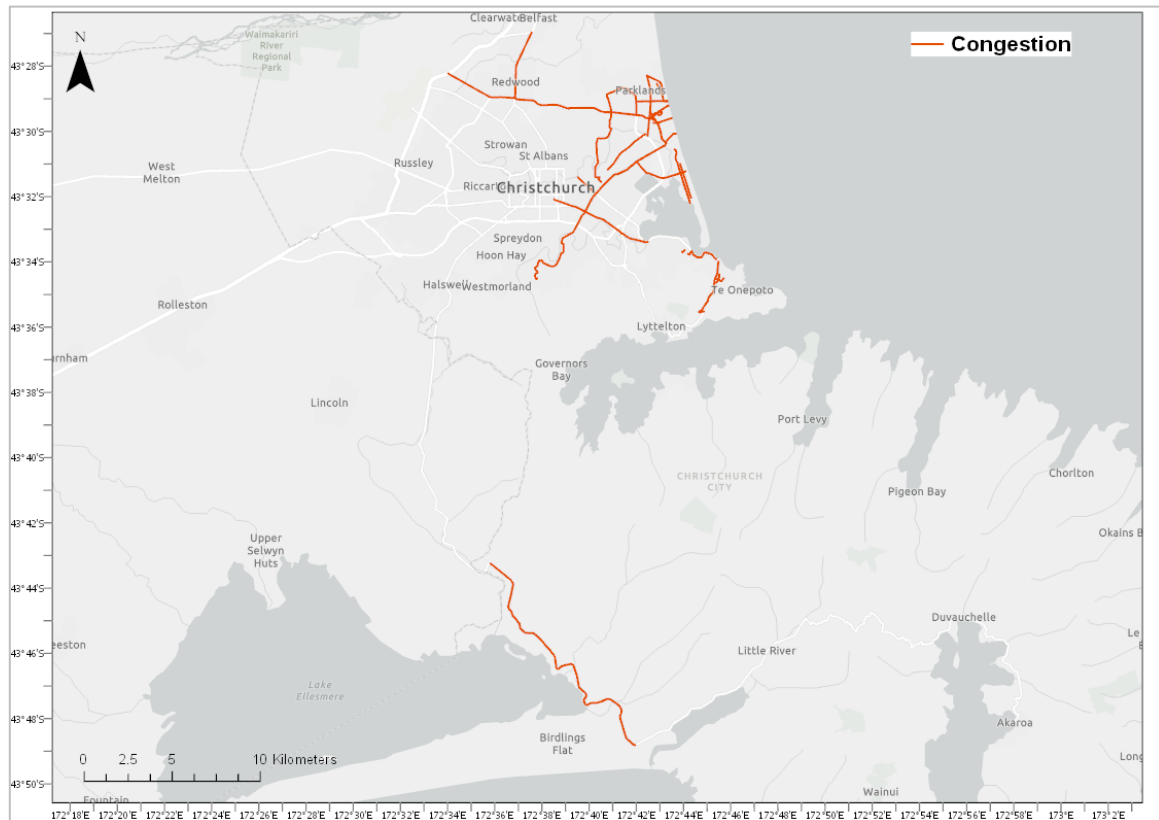 Clearwater
Belfast
Waimakariri
River
Regional
Park
N
Congestion
43°28'S
Redwood
Parklands
43°30'S
Strowan
St Albans
West
Melton
Russley
43°32'S
Riccart
Christchurch
Spreydon
43°34'S
Hoon Hay
Halswell
Westmorland
Te Onepoto
Rolleston
43°36'S
Lyttelton
rnham
Governors
Bay
43°38'S
Lincoln
Port Levy
43°40'S
CHRISTCHURCH
CITY
Chorlton
Pigeon Bay
43°42'S
Okains B
Upper
Selwyn
Huts
43°44'S
Duvauchelle
Le
eeston
43°46'S
Little River
Lake
Ellesmere
43°48'S
Akaroa
Birdlings
Flat
Long
0 2.5 5 10 Kilometers
43°50'S
Wainui
Fountain
172°18'E 172°20'E 172°22'E 172°24'E 172°26'E 172°28'E 172°30'E 172°32'E 172°34'E 172°36'E 172°38'E 172°40'E 172°42'E 172°44'E 172°46'E 172°48'E 172°50'E 172°52'E 172°54'E 172°56'E 172°58'E 173°E 173°2'E